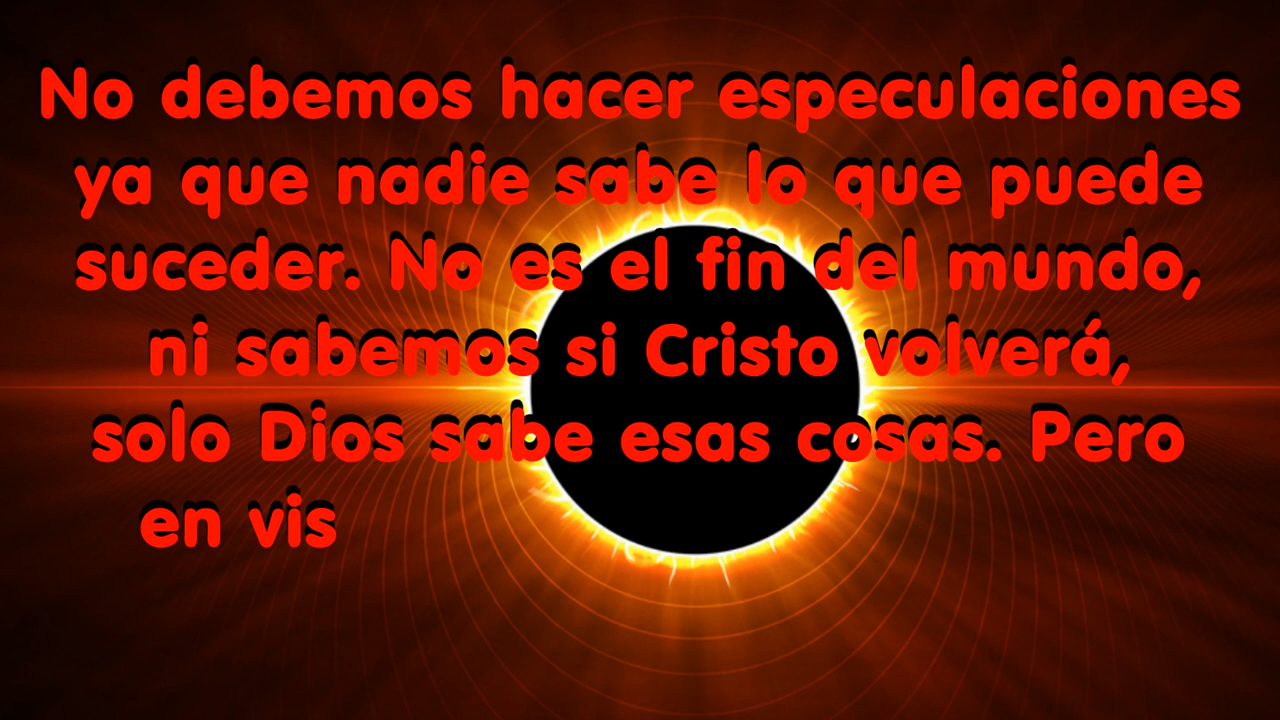 No debemos hacer especulaciones
ya que nadie sabe lo que puede
suceder. No es el fin del mundo,
ni sabemos si Cristo volverá,
solo Dios sabe esas cosas. Pero
en vis